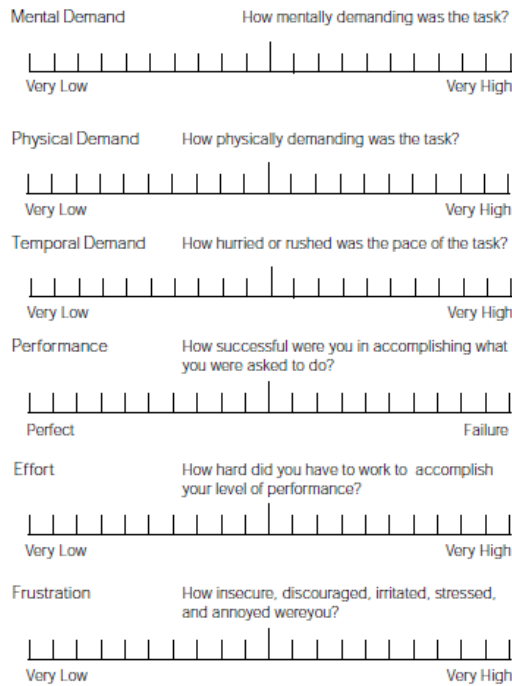 Mental Demand How mentally demanding was the task?
Very Low Very High
Physical Demand How physically demanding was the task?
Very Low Very High
Temporal Demand How hurried or rushed was the pace of the task?
Very Low Very High
Performance How successful were you in accomplishing what
you were asked to do?
Perfect Failure
Effort How hard did you have to work to accomplish
your level of performance?
Very Low Very High
Frustration How insecure, discouraged, irritated, stressed,
and annoyed wereyou?
Very Low Very High